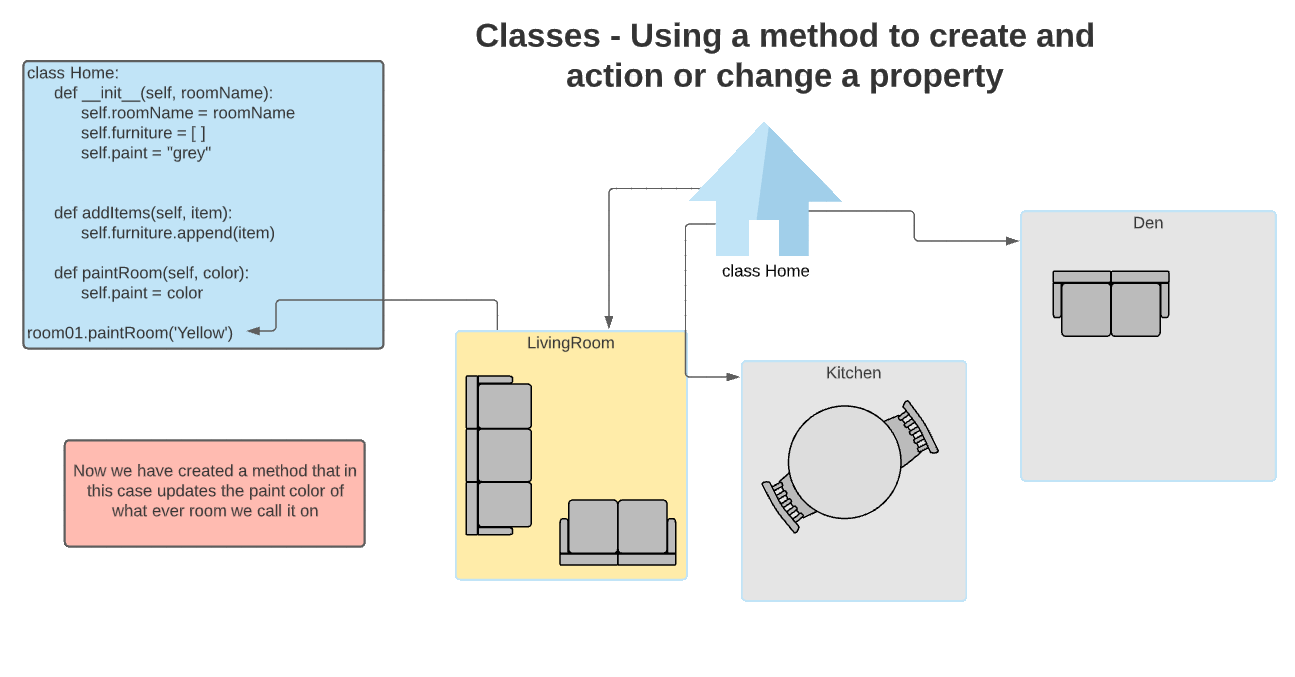 Classes - Using a method to create and
action or change a property
class Home:
def __init__(self, roomName):
self.roomName = roomName
self.furniture = [ ]
self.paint = "grey"
def addItems(self, item):
self.furniture.append(item)
def paintRoom(self, color):
self.paint = color
room01.paintRoom('Yellow')
class Home
Den
LivingRoom
Kitchen
Now we have created a method that in
this case updates the paint color of
what ever room we call it on